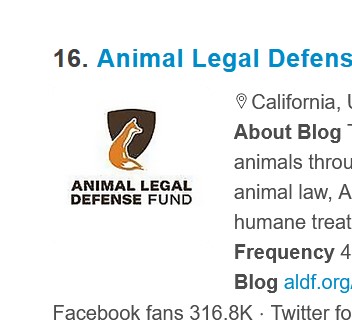 16. Animal Legal Defens
California, U
About Blog T
animals throu
animal law, A
humane treat
Frequency 4
Blog aldf.org/
ANIMAL LEGAL
DEFENSE FUND
Facebook fans 316.8K · Twitter fo